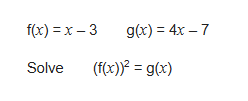 f(x) = x – 3 g(x) = 4x – 7
Solve (f(x))² = g(x)